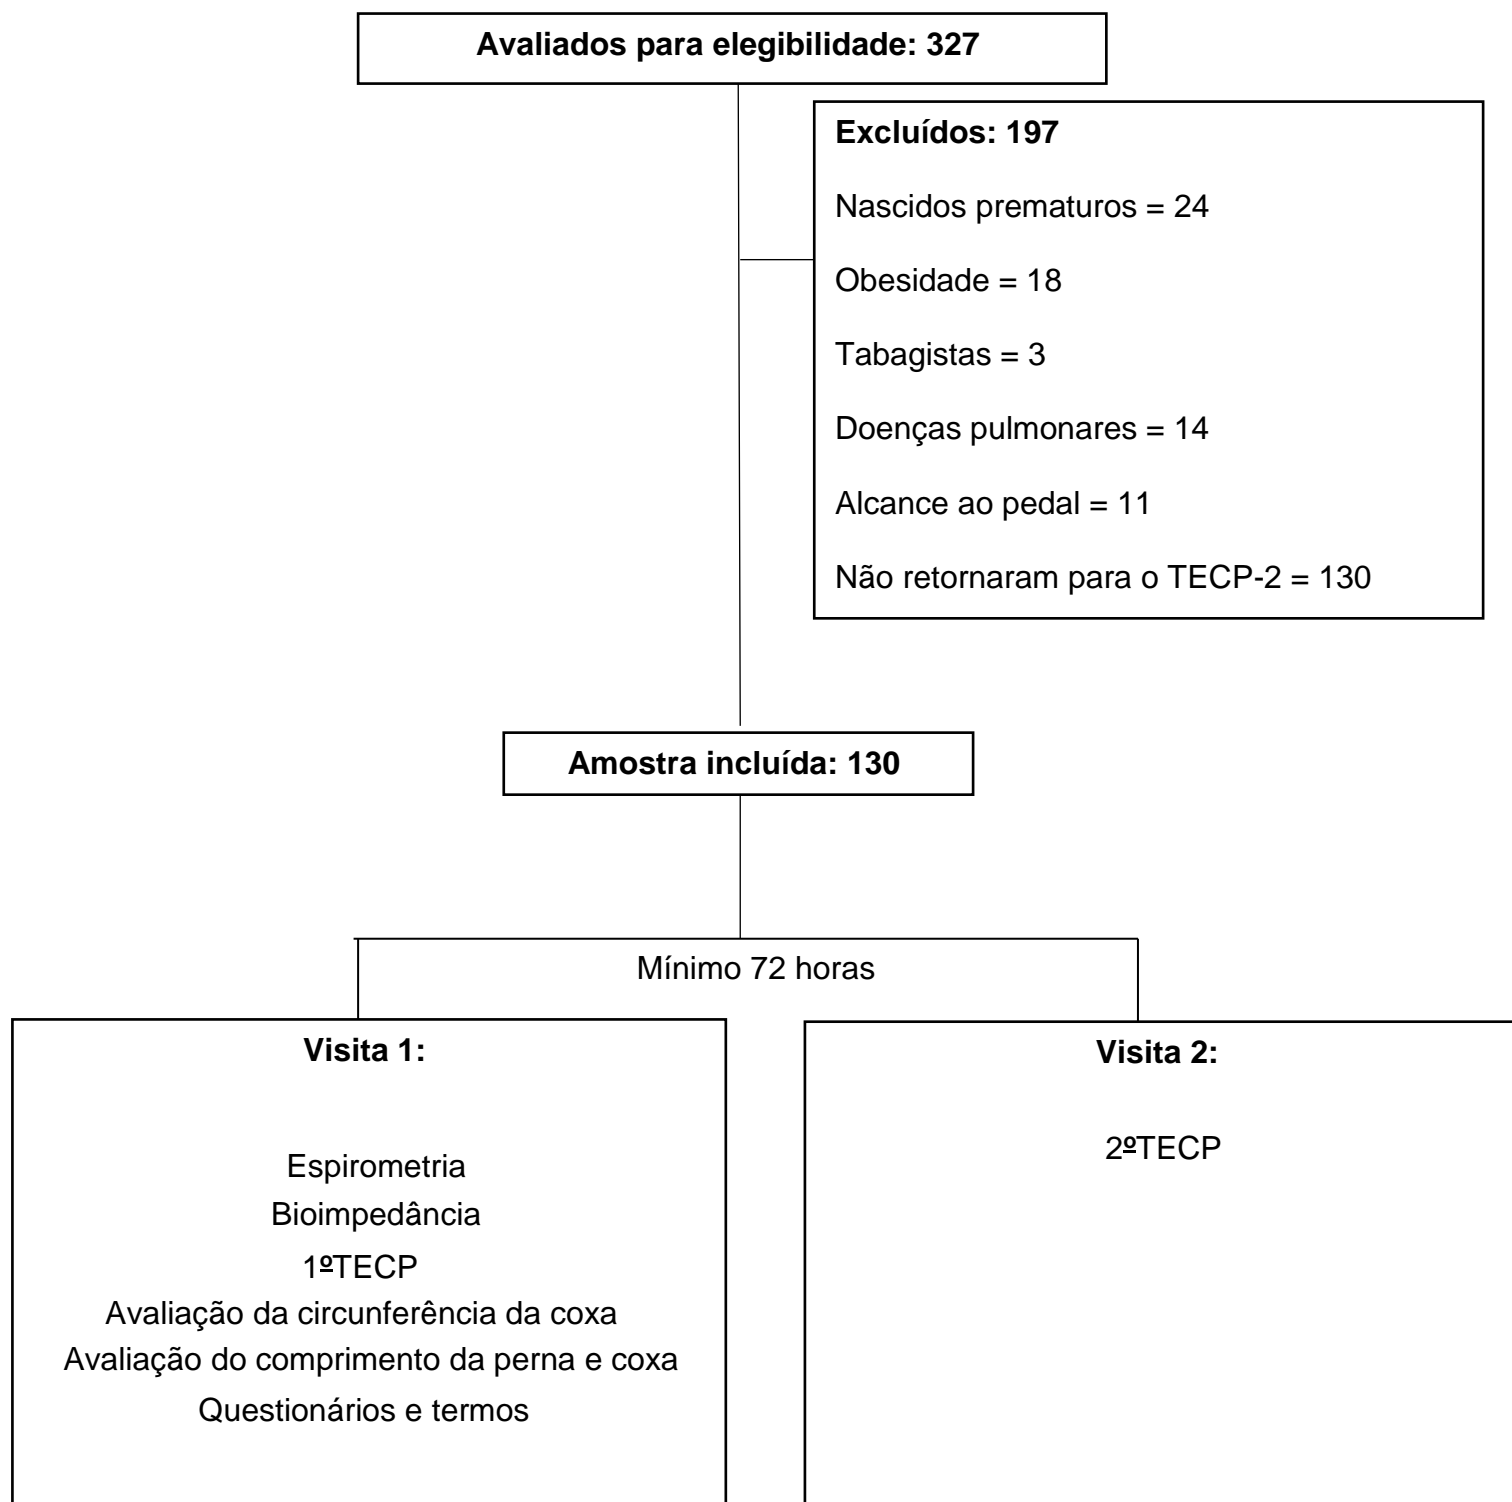 Avaliados para elegibilidade: 327
Excluídos: 197
Nascidos prematuros = 24
Obesidade = 18
Tabagistas = 3
Doenças pulmonares = 14
Alcance ao pedal = 11
Não retornaram para o TECP-2 = 130
Amostra incluída: 130
Mínimo 72 horas
Visita 1:
Espirometria
Bioimpedância
1ºTECP
Avaliação da circunferência da coxa
Avaliação do comprimento da perna e coxa
Questionários e termos
Visita 2:
2ºTECP